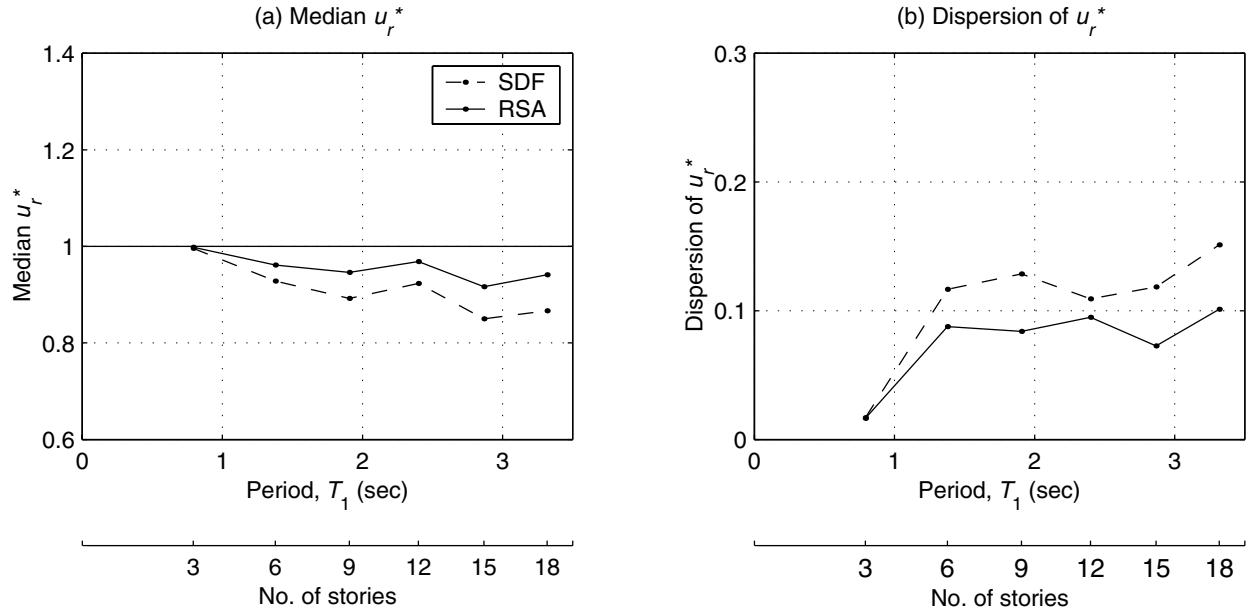 (a) Median u_r^*
1.4
1.2
1
0.8
0.6
Median u_r^*
SDF
RSA
0 1 2 3
Period, T_1 (sec)
3 6 9 12 15 18
No. of stories
(b) Dispersion of u_r^*
0.3
0.2
0.1
0
Dispersion of u_r^*
0 1 2 3
Period, T_1 (sec)
3 6 9 12 15 18
No. of stories